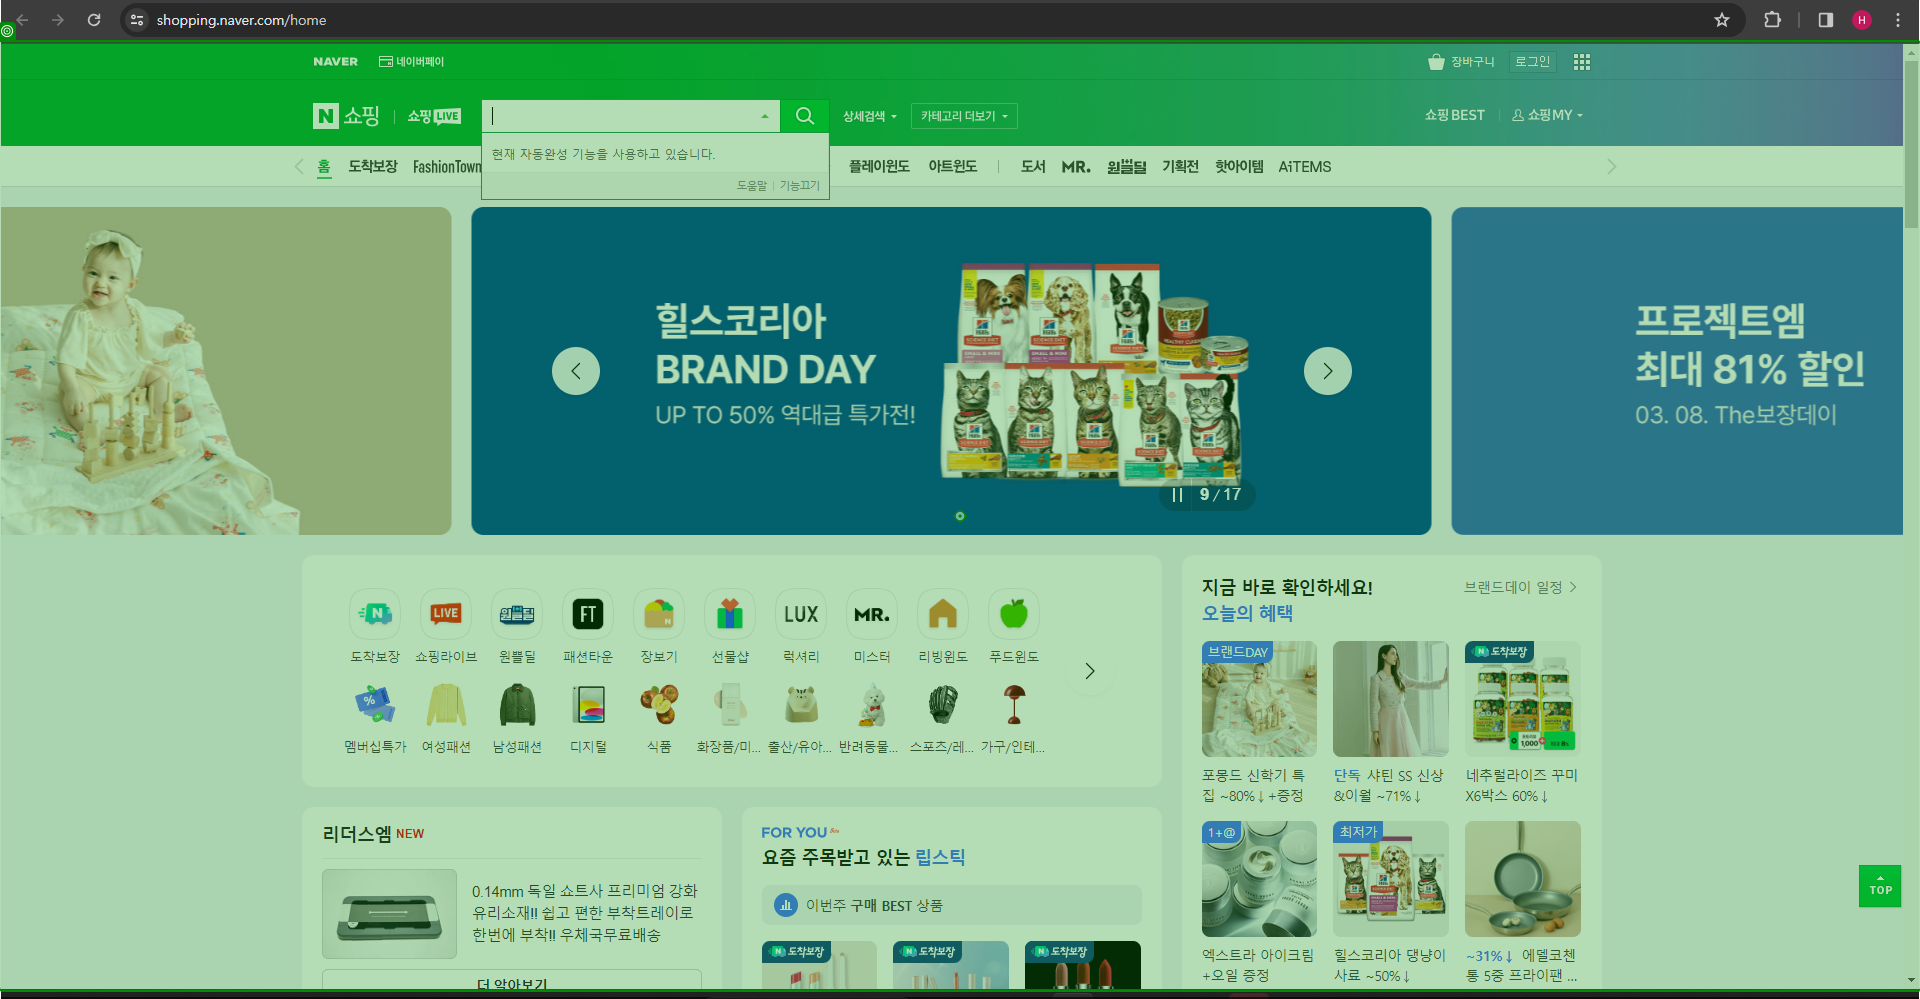 shopping.naver.com/home
H
NAVER
네이버페이
장바구니
로그인
N 쇼핑
쇼핑LIVE
상세검색
카테고리 더보기
쇼핑BEST
쇼핑MY
현재 자동완성 기능을 사용하고 있습니다.
도움말
기능끄기
홈
도착보장
FashionTown
플레이윈도
아트윈도
도서
MR.
원쁠딜
기획전
핫아이템
AiTEMS
힐스코리아
BRAND DAY
UP TO 50% 역대급 특가전!
9 / 17
프로젝트엠
최대 81% 할인
03. 08. The보장데이
N
LIVE
원쁠딜
FT
N
LUX
MR.
도착보장
쇼핑라이브
원쁠딜
패션타운
장보기
선물샵
럭셔리
미스터
리빙윈도
푸드윈도
멤버십특가
여성패션
남성패션
디지털
식품
화장품/미...
출산/유아...
반려동물...
스포츠/레...
가구/인테...
지금 바로 확인하세요!
오늘의 혜택
브랜드데이 일정
브랜드DAY
N 도착보장
1,000
포몽드 신학기 특
집 ~80%↓+증정
단독 샤틴 SS 신상
&이월 ~71%↓
네추럴라이즈 꾸미
X6박스 60%↓
1+@
최저가
엑스트라 아이크림
+오일 증정
힐스코리아 댕냥이
사료 ~50%↓
~31%↓ 에델코첸
통 5중 프라이팬 ...
리더스엠 NEW
0.14mm 독일 쇼트사 프리미엄 강화
유리소재!! 쉽고 편한 부착트레이로
한번에 부착!! 우체국무료배송
더 알아보기
FOR YOU
요즘 주목받고 있는 립스틱
이번주 구매 BEST 상품
N 도착보장
N 도착보장
N 도착보장
TOP